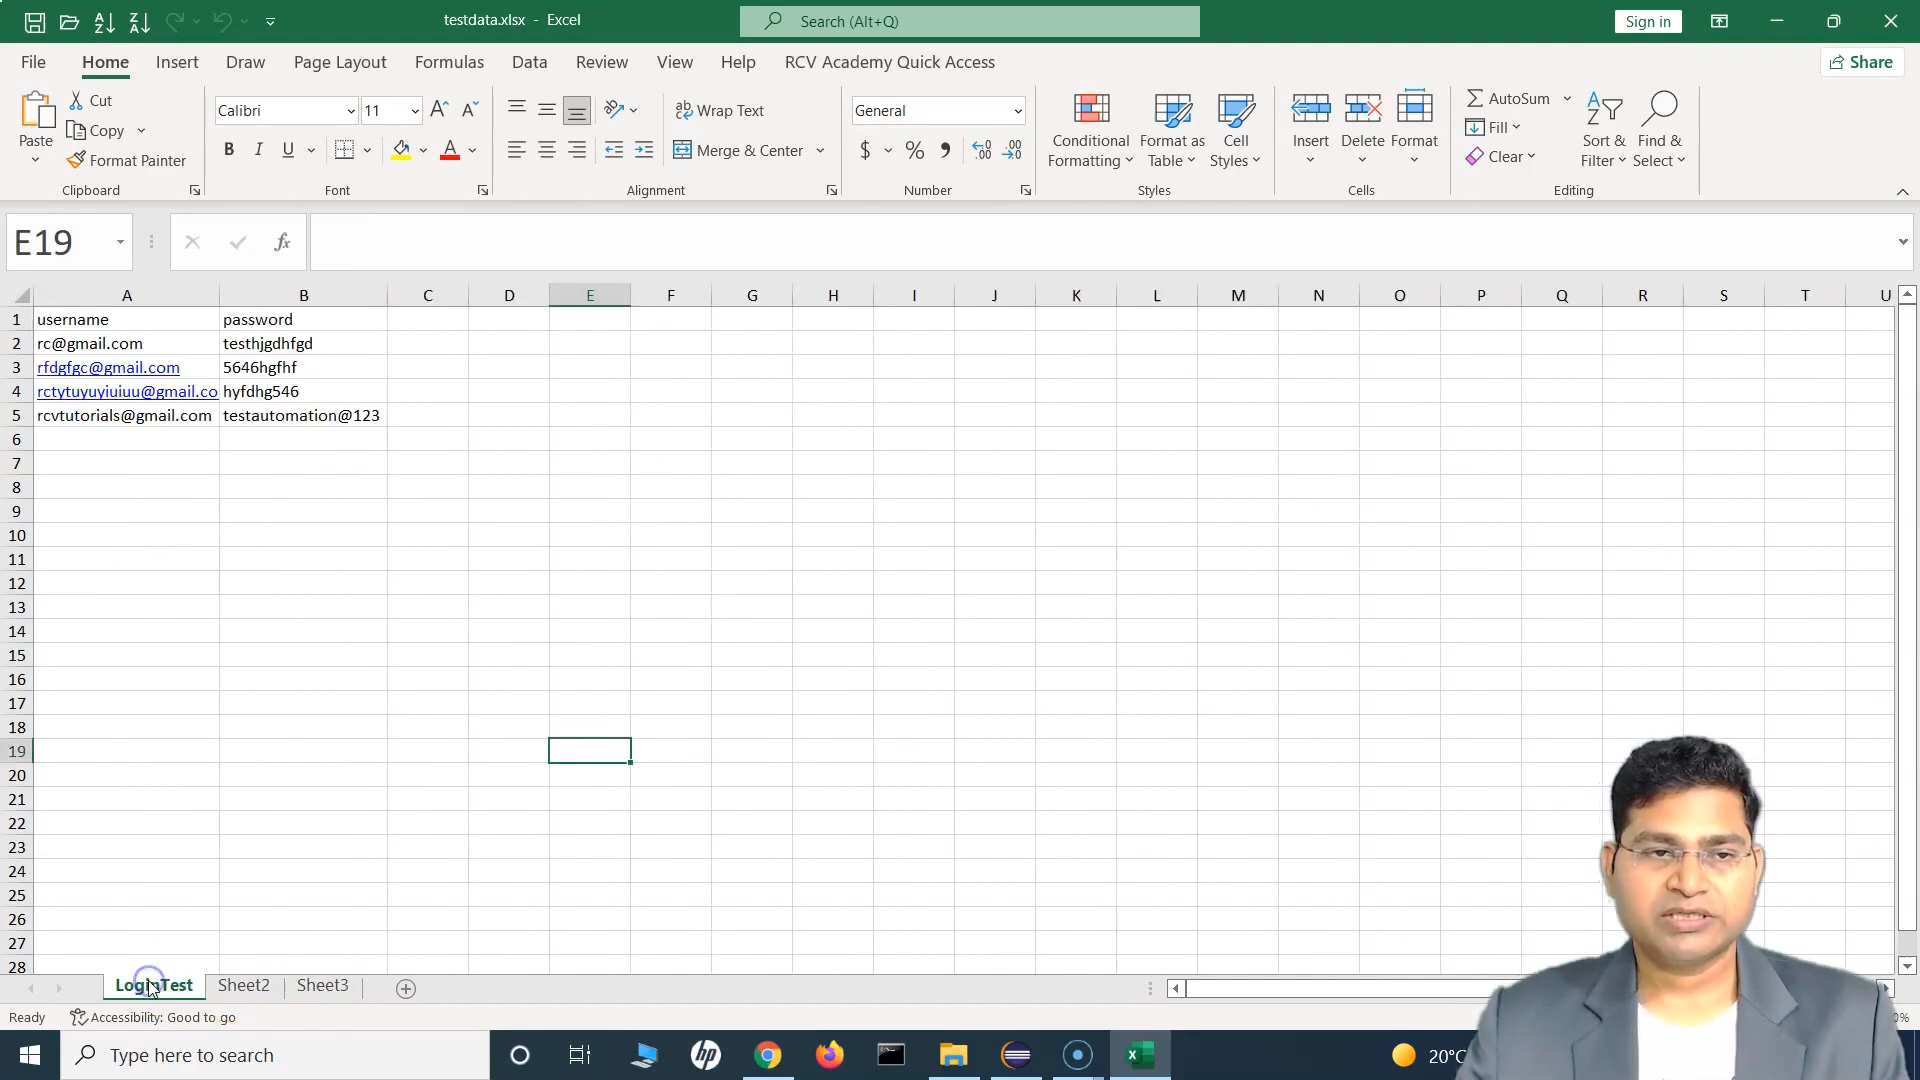 testdata.xlsx - Excel
Search (Alt+Q)
Sign in
File Home Insert Draw Page Layout Formulas Data Review View Help RCV Academy Quick Access
Share
Paste
Cut
Copy
Format Painter
Clipboard
Calibri 11
B I U
Font
Wrap Text
Merge & Center
Alignment
General
$ % ,
Number
Conditional Formatting
Format as Table
Cell Styles
Styles
Insert Delete Format
Cells
AutoSum
Fill
Clear
Sort & Filter
Find & Select
Editing
E19
fx
A B C D E F G H I J K L M N O P Q R S T U
1 username password
2 rc@gmail.com testhjgdhfgd
3 rfdgfgc@gmail.com 5646hgfhf
4 rctytuyuyiuiuu@gmail.co hyfdhg546
5 rcvtutorials@gmail.com testautomation@123
6
7
8
9
10
11
12
13
14
15
16
17
18
19
20
21
22
23
24
25
26
27
28
LoginTest Sheet2 Sheet3
Ready Accessibility: Good to go
0%
Type here to search
hp
20°C